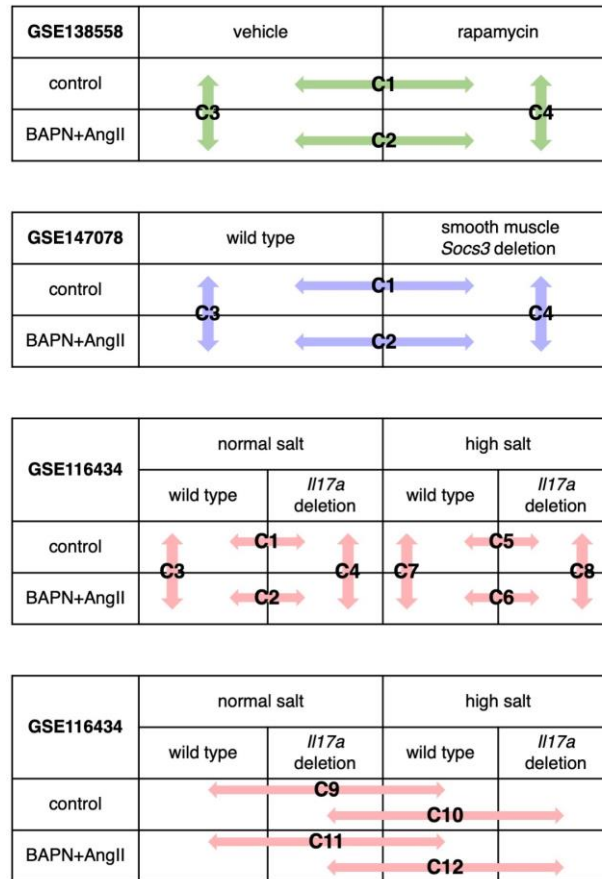 GSE138558 vehicle rapamycin
control C1
C3 C4
BAPN+AngII C2
GSE147078 wild type smooth muscle
Socs3 deletion
control C1
C3 C4
BAPN+AngII C2
GSE116434 normal salt high salt
wild type Il17a deletion wild type Il17a deletion
control C1 C5
C3 C4 C7 C8
BAPN+AngII C2 C6
GSE116434 normal salt high salt
wild type Il17a deletion wild type Il17a deletion
control C9
C10
BAPN+AngII C11
C12